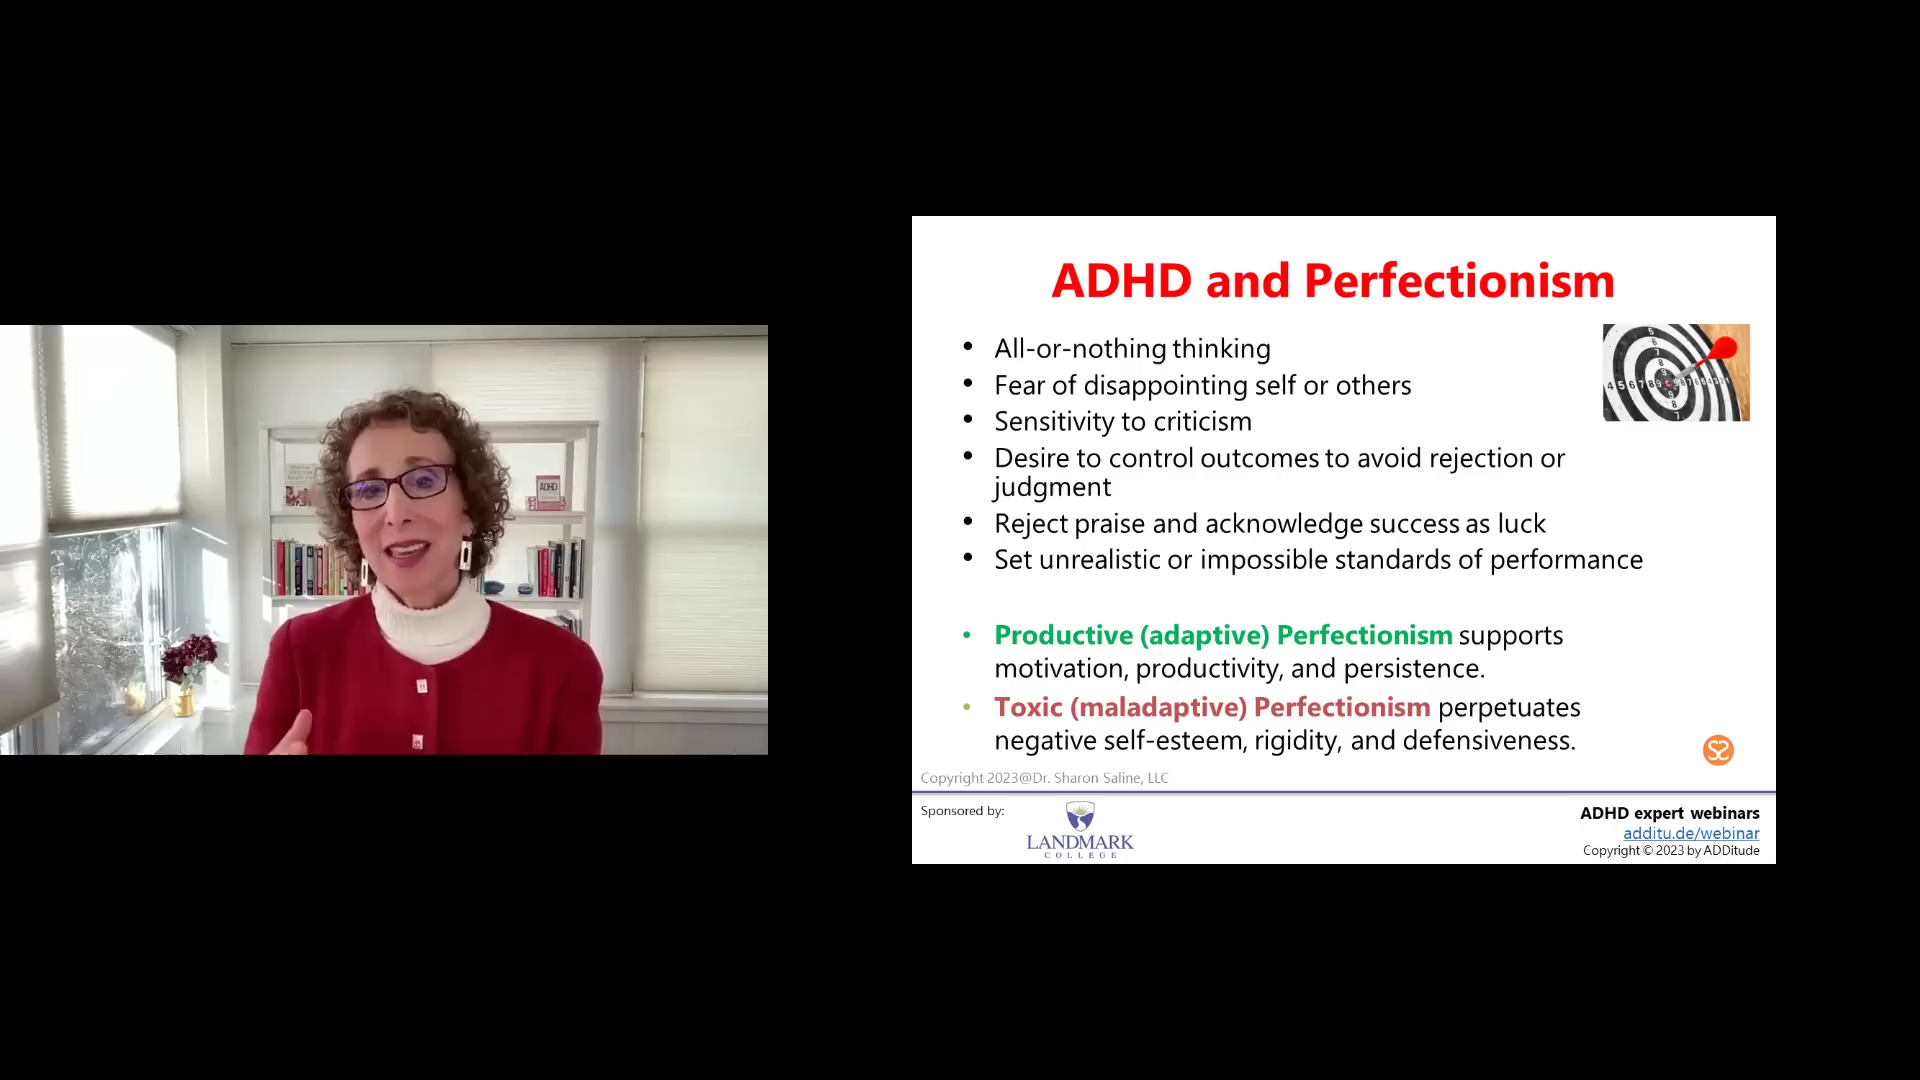 ADHD and Perfectionism
• All-or-nothing thinking
• Fear of disappointing self or others
• Sensitivity to criticism
• Desire to control outcomes to avoid rejection or
judgment
• Reject praise and acknowledge success as luck
• Set unrealistic or impossible standards of performance
• Productive (adaptive) Perfectionism supports
motivation, productivity, and persistence.
• Toxic (maladaptive) Perfectionism perpetuates
negative self-esteem, rigidity, and defensiveness.
Copyright 2023@Dr. Sharon Saline, LLC
Sponsored by:
LANDMARK
COLLEGE
ADHD expert webinars
additu.de/webinar
Copyright © 2023 by ADDitude
ADHD